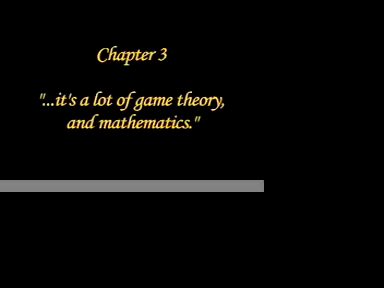 Chapter 3
"...it's a lot of game theory,
and mathematics."